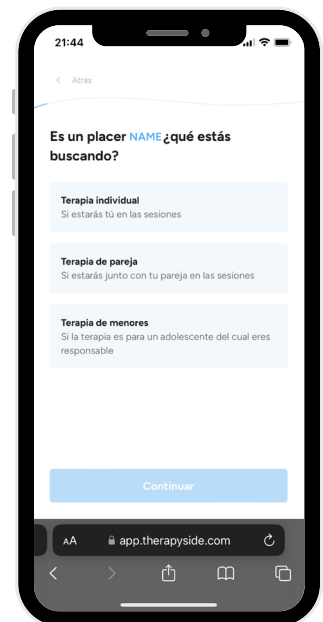 21:44
Atrás
Es un placer NAME ¿qué estás
buscando?
Terapia individual
Si estarás tú en las sesiones
Terapia de pareja
Si estarás junto con tu pareja en las sesiones
Terapia de menores
Si la terapia es para un adolescente del cual eres
responsable
Continuar
AA app.therapyside.com